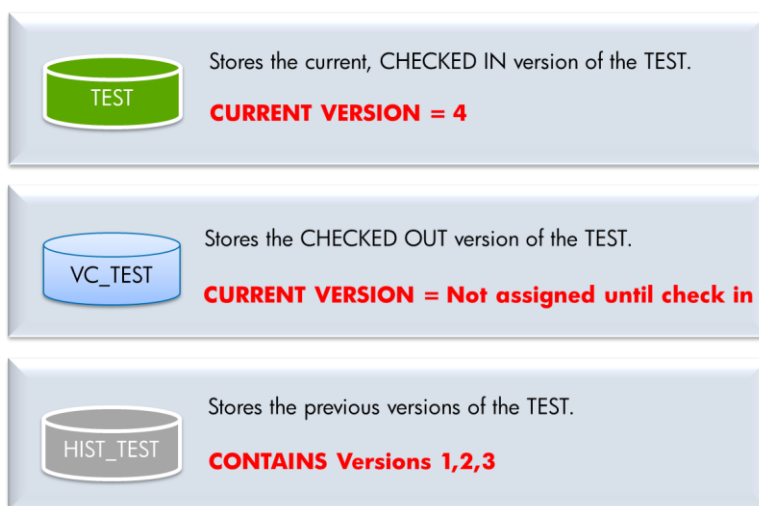 TEST
Stores the current, CHECKED IN version of the TEST.
CURRENT VERSION = 4
VC_TEST
Stores the CHECKED OUT version of the TEST.
CURRENT VERSION = Not assigned until check in
HIST_TEST
Stores the previous versions of the TEST.
CONTAINS Versions 1,2,3